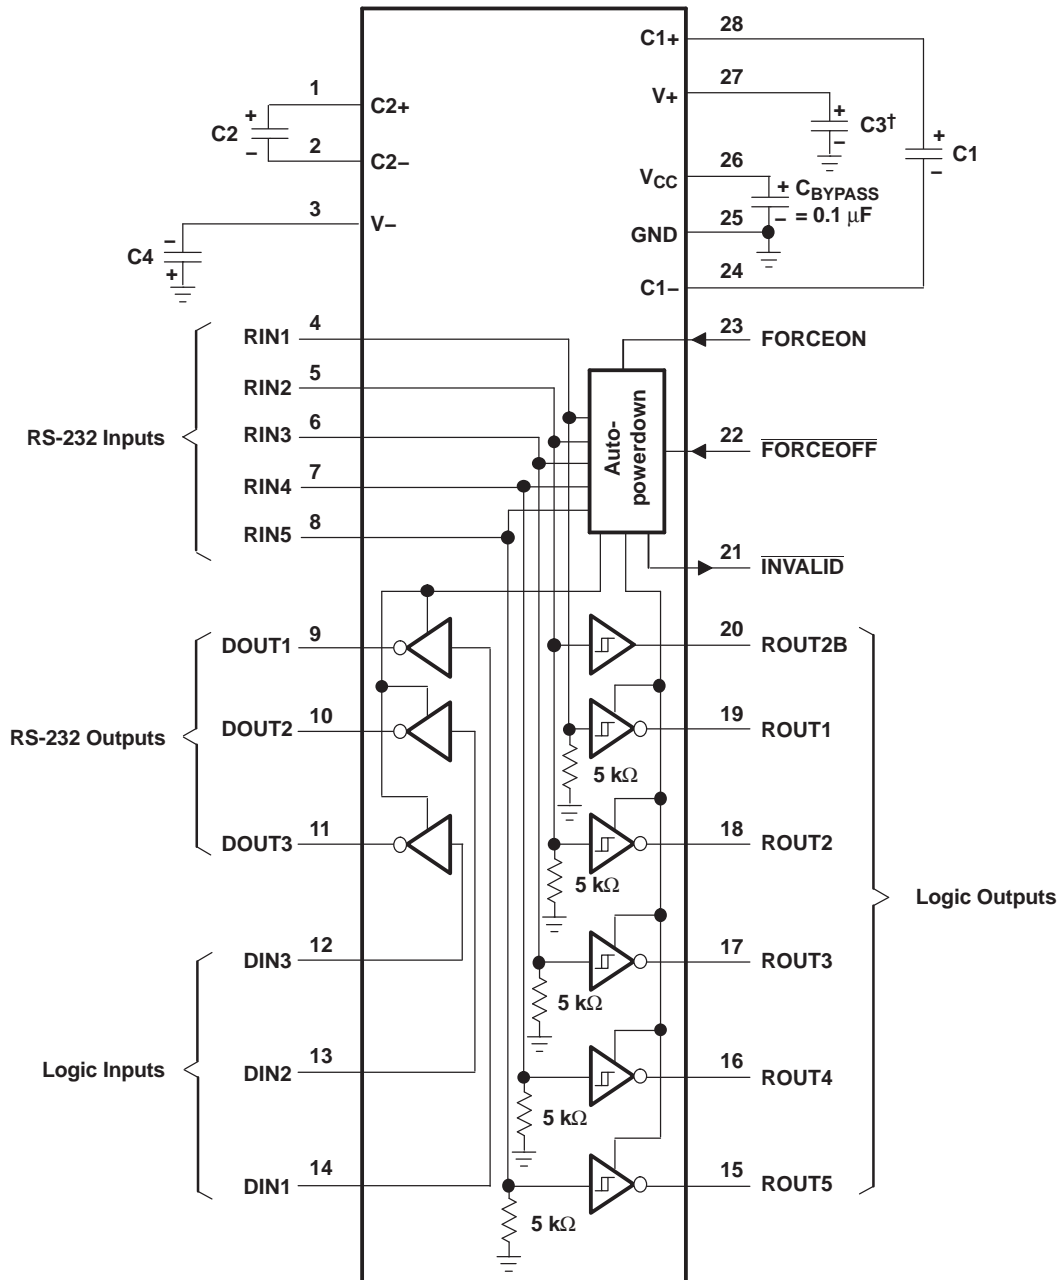 28
C1+
27
V+
+
C3†
–
1
C2+
+
C2
–
2
C2–
+
C1
–
26
VCC
+
CBYPASS
– = 0.1 μF
25
GND
3
V–
–
C4
+
24
C1–
RS-232 Inputs
RIN1
4
RIN2
5
RIN3
6
RIN4
7
RIN5
8
Auto-
powerdown
23
FORCEON
22
FORCEOFF
21
INVALID
RS-232 Outputs
DOUT1
9
DOUT2
10
DOUT3
11
20
ROUT2B
19
ROUT1
5 kΩ
18
ROUT2
5 kΩ
17
ROUT3
5 kΩ
16
ROUT4
5 kΩ
15
ROUT5
5 kΩ
Logic Outputs
Logic Inputs
DIN3
12
DIN2
13
DIN1
14